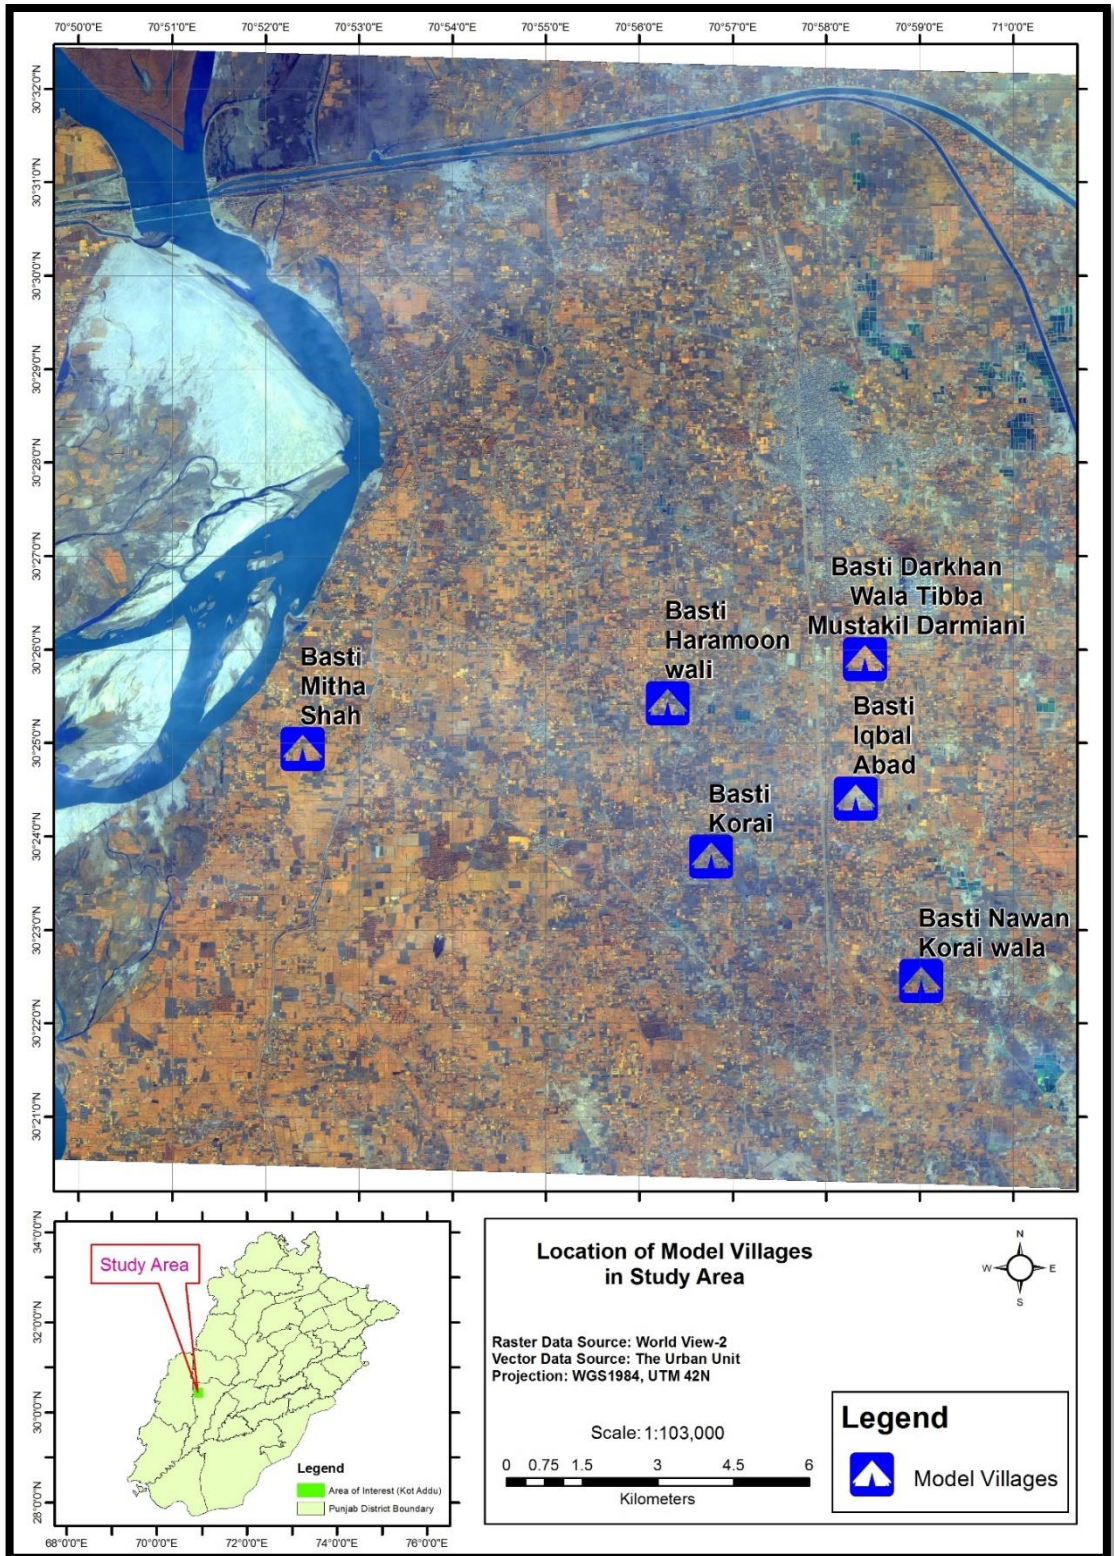 70°50'0"E 70°51'0"E 70°52'0"E 70°53'0"E 70°54'0"E 70°55'0"E 70°56'0"E 70°57'0"E 70°58'0"E 70°59'0"E 71°0'0"E
30°32'0"N
30°31'0"N
30°30'0"N
30°29'0"N
30°28'0"N
30°27'0"N
30°26'0"N
30°25'0"N
30°24'0"N
30°23'0"N
30°22'0"N
30°21'0"N
Basti Darkhan
Wala Tibba
Mustakil Darmiani
Basti
Haramoon
wali
Basti
Mitha
Shah
Basti
Iqbal
Abad
Basti
Korai
Basti Nawan
Korai wala
34°0'0"N
32°0'0"N
30°0'0"N
28°0'0"N
Study Area
Legend
Area of Interest (Kot Addu)
Punjab District Boundary
68°0'0"E 70°0'0"E 72°0'0"E 74°0'0"E 76°0'0"E
Location of Model Villages
in Study Area
N
W E
S
Raster Data Source: World View-2
Vector Data Source: The Urban Unit
Projection: WGS1984, UTM 42N
Scale: 1:103,000
0 0.75 1.5 3 4.5 6
Kilometers
Legend
Model Villages